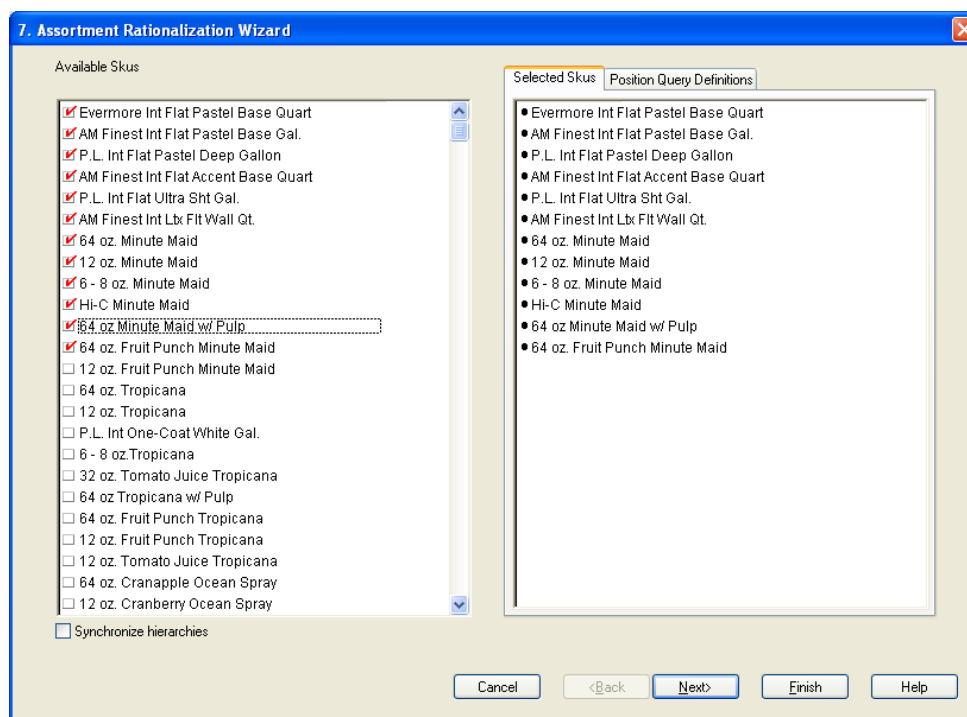 7. Assortment Rationalization Wizard
Available Skus
Evermore Int Flat Pastel Base Quart
AM Finest Int Flat Pastel Base Gal.
P.L. Int Flat Pastel Deep Gallon
AM Finest Int Flat Accent Base Quart
P.L. Int Flat Ultra Sht Gal.
AM Finest Int Ltx Flt Wall Qt.
64 oz. Minute Maid
12 oz. Minute Maid
6 - 8 oz. Minute Maid
Hi-C Minute Maid
64 oz Minute Maid w/ Pulp
64 oz. Fruit Punch Minute Maid
12 oz. Fruit Punch Minute Maid
64 oz. Tropicana
12 oz. Tropicana
P.L. Int One-Coat White Gal.
6 - 8 oz.Tropicana
32 oz. Tomato Juice Tropicana
64 oz Tropicana w/ Pulp
64 oz. Fruit Punch Tropicana
12 oz. Fruit Punch Tropicana
12 oz. Tomato Juice Tropicana
64 oz. Cranapple Ocean Spray
12 oz. Cranberry Ocean Spray
Synchronize hierarchies
Selected Skus Position Query Definitions
Evermore Int Flat Pastel Base Quart
AM Finest Int Flat Pastel Base Gal.
P.L. Int Flat Pastel Deep Gallon
AM Finest Int Flat Accent Base Quart
P.L. Int Flat Ultra Sht Gal.
AM Finest Int Ltx Flt Wall Qt.
64 oz. Minute Maid
12 oz. Minute Maid
6 - 8 oz. Minute Maid
Hi-C Minute Maid
64 oz Minute Maid w/ Pulp
64 oz. Fruit Punch Minute Maid
Cancel <Back Next> Finish Help